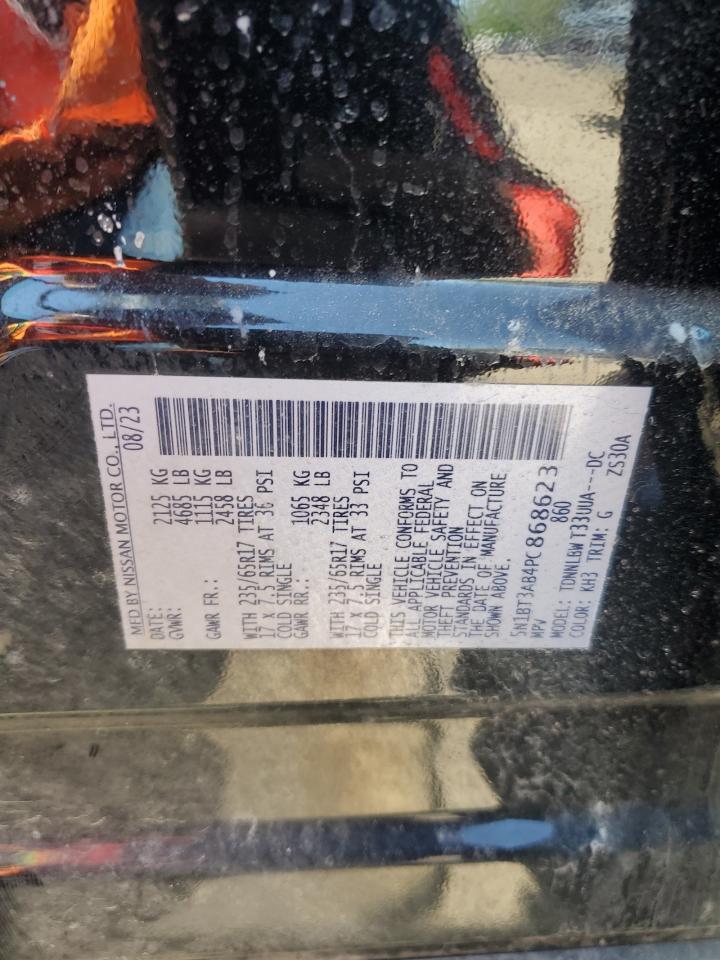 MFD BY NISSAN MOTOR CO., LTD.
DATE: 08/23
GVWR: 2125 KG
4685 LB
GAWR FR.: 1115 KG
2458 LB
WITH 235/65R17 TIRES
17 X 7.5 RIMS AT 36 PSI
COLD SINGLE
GAWR RR.: 1065 KG
2348 LB
WITH 235/65R17 TIRES
17 X 7.5 RIMS AT 33 PSI
COLD SINGLE
THIS VEHICLE CONFORMS TO
ALL APPLICABLE FEDERAL
MOTOR VEHICLE SAFETY AND
THEFT PREVENTION
STANDARDS IN EFFECT ON
THE DATE OF MANUFACTURE
SHOWN ABOVE.
5N1BT3AB4PC868623
MPV 860
MODEL: TDNNLBWT33UUA---DC
COLOR: KH3 TRIM: G ZS30A